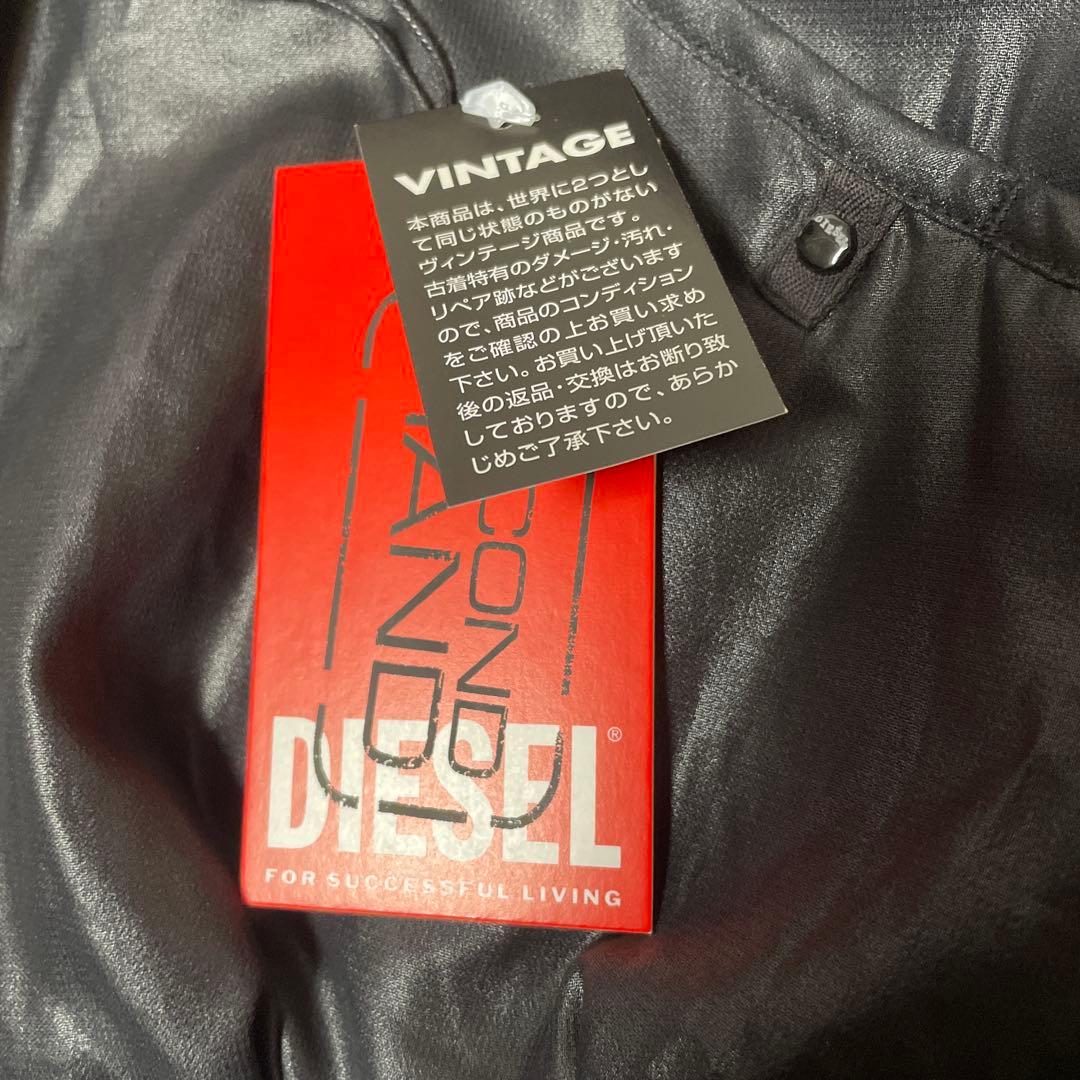 VINTAGE
本商品は、世界に2つとし
て同じ状態のものがない
ヴィンテージ商品です。
古着特有のダメージ・汚れ・
リペア跡などがございます
ので、商品のコンディション
をご確認の上お買い求め
下さい。お買い上げ頂いた
後の返品・交換はお断り致
しておりますので、あらか
じめご了承下さい。
COND
HAND
DIESEL®
FOR SUCCESSFUL LIVING